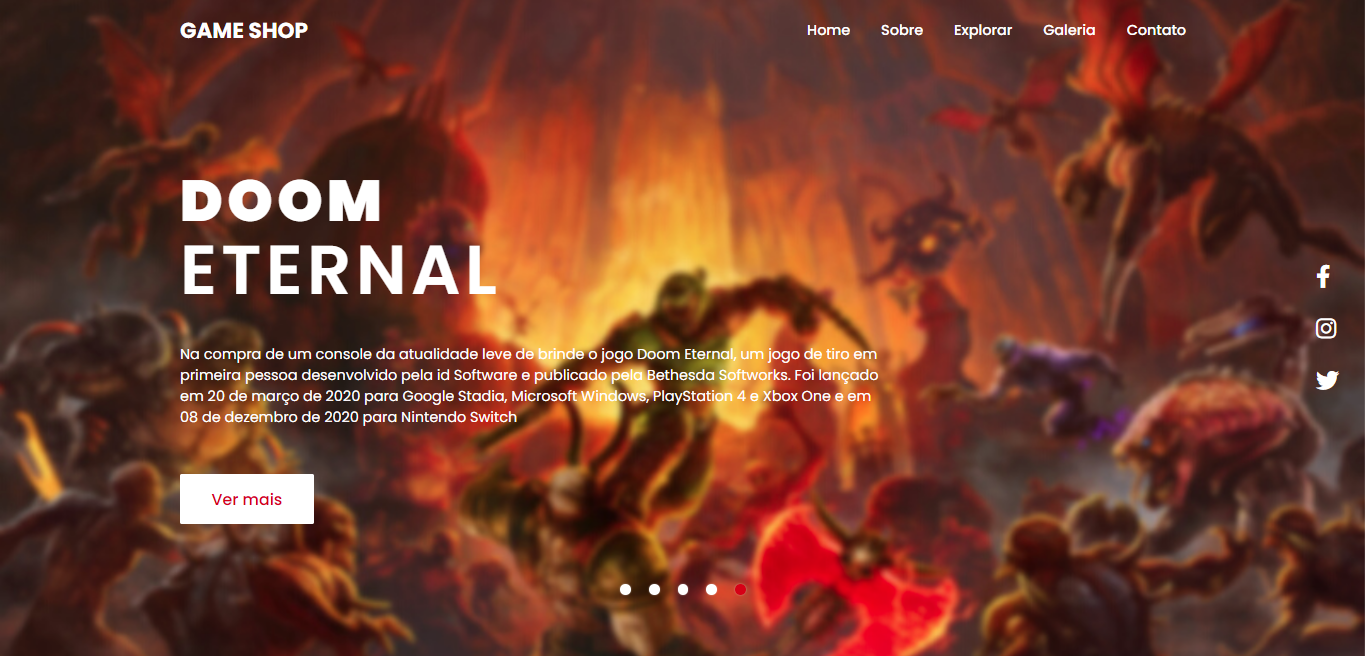 GAME SHOP
Home Sobre Explorar Galeria Contato
DOOM
ETERNAL
Na compra de um console da atualidade leve de brinde o jogo Doom Eternal, um jogo de tiro em
primeira pessoa desenvolvido pela id Software e publicado pela Bethesda Softworks. Foi lançado
em 20 de março de 2020 para Google Stadia, Microsoft Windows, PlayStation 4 e Xbox One e em
08 de dezembro de 2020 para Nintendo Switch
Ver mais